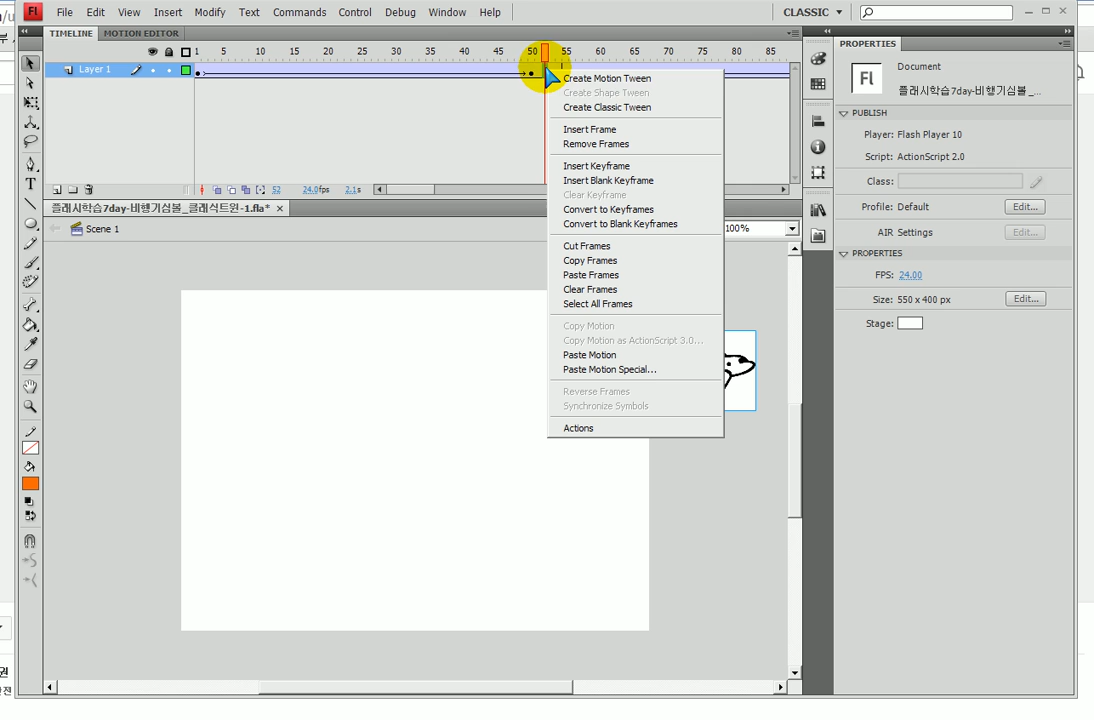 Fl File Edit View Insert Modify Text Commands Control Debug Window Help CLASSIC
TIMELINE MOTION EDITOR
1 5 10 15 20 25 30 35 40 45 50 55 60 65 70 75 80 85
Layer 1
52 24.0fps 2.1s
플래시학습7day-비행기심볼_클래식트윈-1.fla*
Scene 1
100%
Create Motion Tween
Create Shape Tween
Create Classic Tween
Insert Frame
Remove Frames
Insert Keyframe
Insert Blank Keyframe
Clear Keyframe
Convert to Keyframes
Convert to Blank Keyframes
Cut Frames
Copy Frames
Paste Frames
Clear Frames
Select All Frames
Copy Motion
Copy Motion as ActionScript 3.0...
Paste Motion
Paste Motion Special...
Reverse Frames
Synchronize Symbols
Actions
PROPERTIES
Document
Fl
플래시학습7day-비행기심볼_...
PUBLISH
Player: Flash Player 10
Script: ActionScript 2.0
Class:
Profile: Default Edit...
AIR Settings Edit...
PROPERTIES
FPS: 24.00
Size: 550 x 400 px Edit...
Stage: